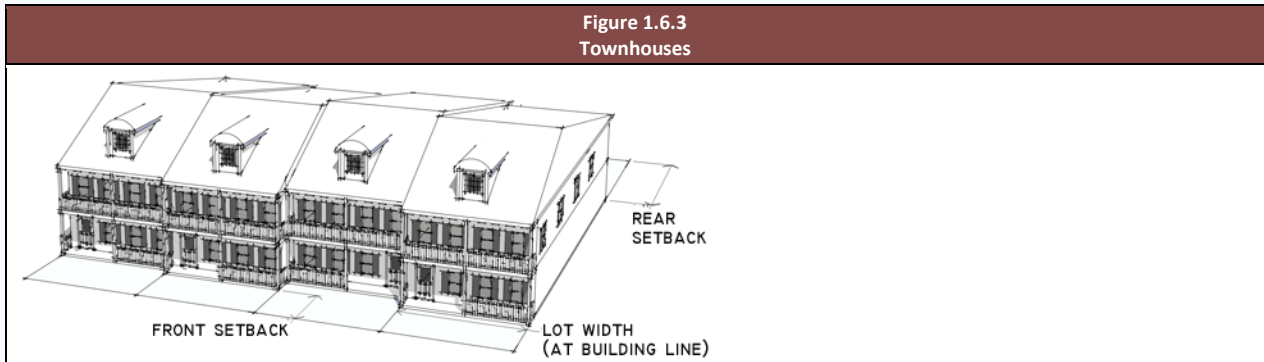 Figure 1.6.3
Townhouses
REAR
SETBACK
FRONT SETBACK
LOT WIDTH
(AT BUILDING LINE)